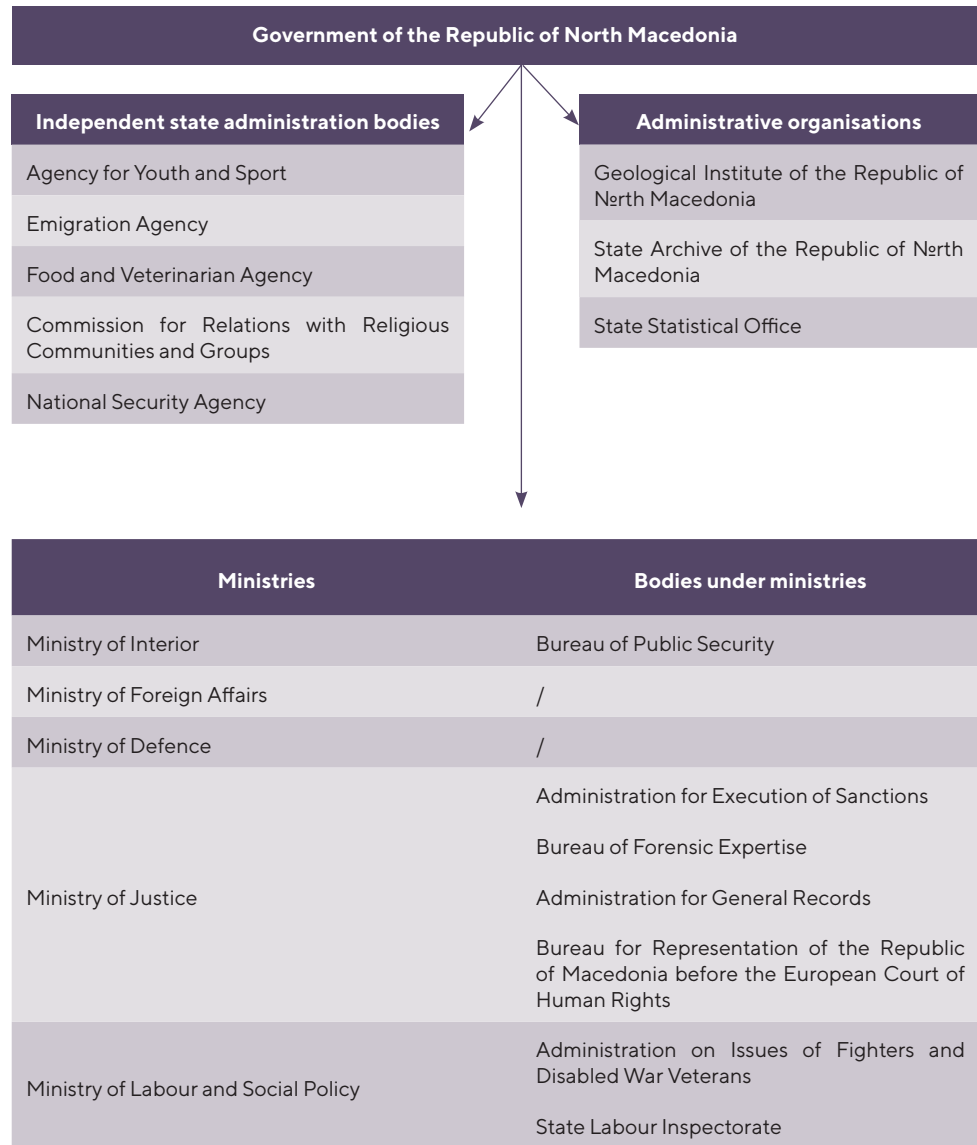 Government of the Republic of North Macedonia
Independent state administration bodies
Agency for Youth and Sport
Emigration Agency
Food and Veterinarian Agency
Commission for Relations with Religious
Communities and Groups
National Security Agency
Administrative organisations
Geological Institute of the Republic of
№rth Macedonia
State Archive of the Republic of №rth
Macedonia
State Statistical Office
Ministries
Bodies under ministries
Ministry of Interior
Bureau of Public Security
Ministry of Foreign Affairs
/
Ministry of Defence
/
Ministry of Justice
Administration for Execution of Sanctions
Bureau of Forensic Expertise
Administration for General Records
Bureau for Representation of the Republic
of Macedonia before the European Court of
Human Rights
Ministry of Labour and Social Policy
Administration on Issues of Fighters and
Disabled War Veterans
State Labour Inspectorate